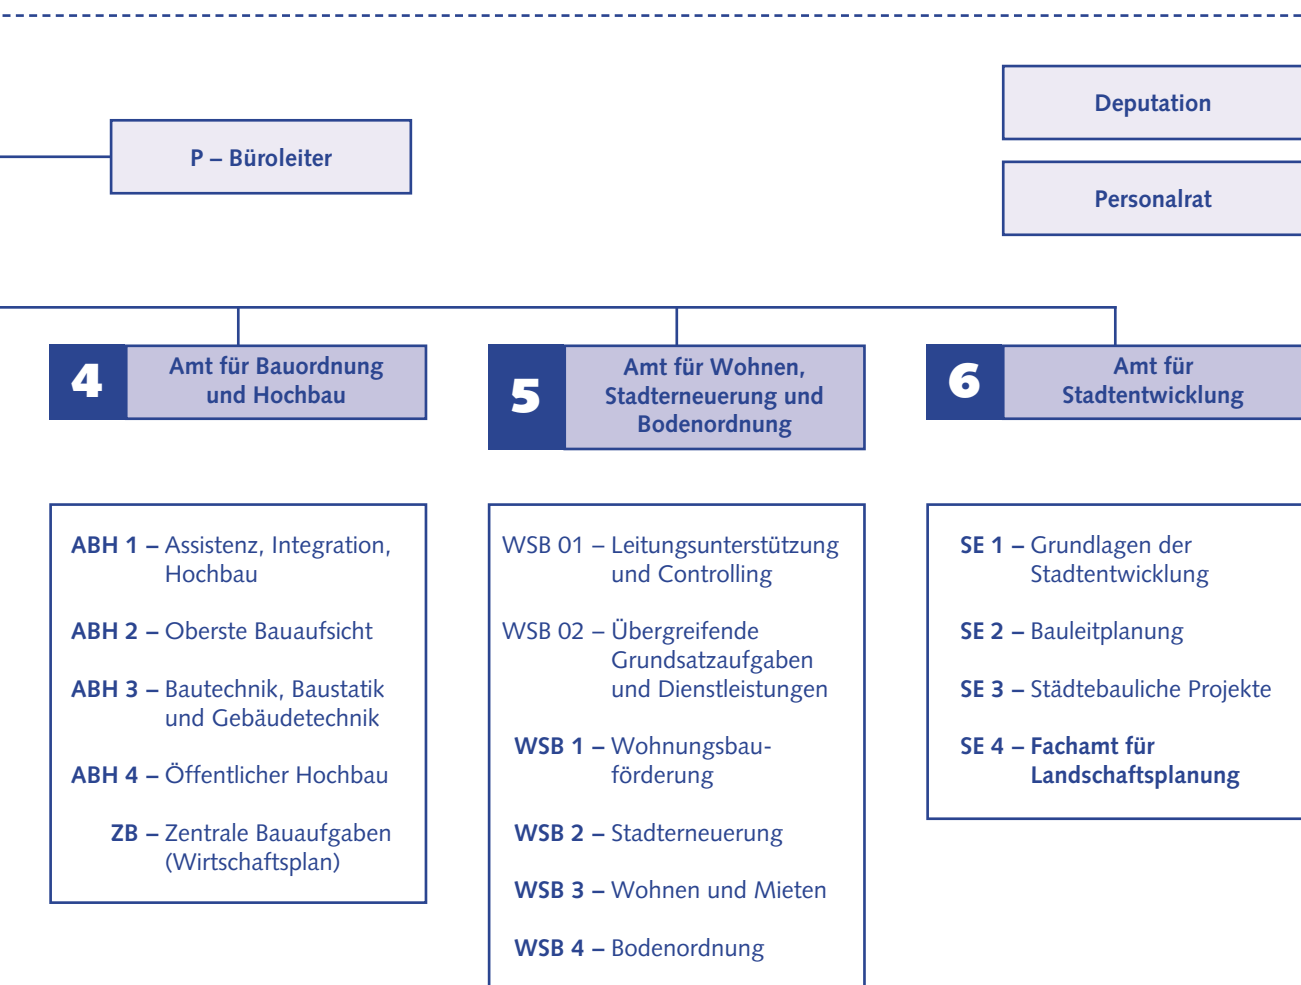 Deputation
P – Büroleiter
Personalrat
4
Amt für Bauordnung
und Hochbau
ABH 1 – Assistenz, Integration,
Hochbau
ABH 2 – Oberste Bauaufsicht
ABH 3 – Bautechnik, Baustatik
und Gebäudetechnik
ABH 4 – Öffentlicher Hochbau
ZB – Zentrale Bauaufgaben
(Wirtschaftsplan)
5
Amt für Wohnen,
Stadterneuerung und
Bodenordnung
WSB 01 – Leitungsunterstützung
und Controlling
WSB 02 – Übergreifende
Grundsatzaufgaben
und Dienstleistungen
WSB 1 – Wohnungsbau-
förderung
WSB 2 – Stadterneuerung
WSB 3 – Wohnen und Mieten
WSB 4 – Bodenordnung
6
Amt für
Stadtentwicklung
SE 1 – Grundlagen der
Stadtentwicklung
SE 2 – Bauleitplanung
SE 3 – Städtebauliche Projekte
SE 4 – Fachamt für
Landschaftsplanung